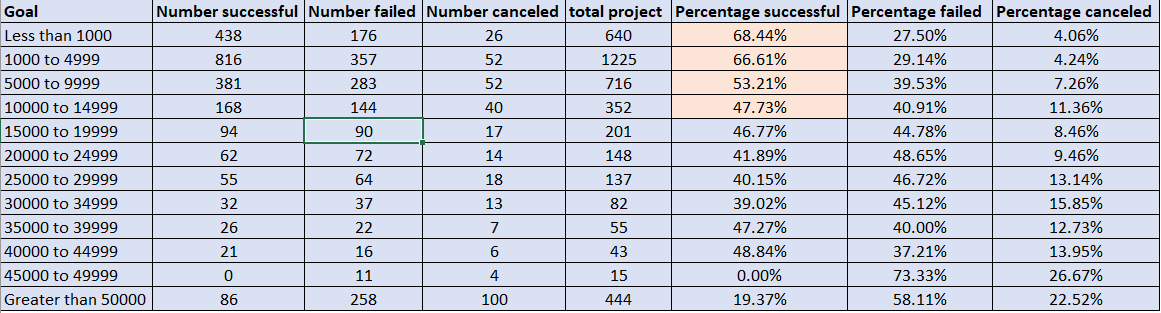 Goal Number successful Number failed Number canceled total project Percentage successful Percentage failed Percentage canceled
Less than 1000 438 176 26 640 68.44% 27.50% 4.06%
1000 to 4999 816 357 52 1225 66.61% 29.14% 4.24%
5000 to 9999 381 283 52 716 53.21% 39.53% 7.26%
10000 to 14999 168 144 40 352 47.73% 40.91% 11.36%
15000 to 19999 94 90 17 201 46.77% 44.78% 8.46%
20000 to 24999 62 72 14 148 41.89% 48.65% 9.46%
25000 to 29999 55 64 18 137 40.15% 46.72% 13.14%
30000 to 34999 32 37 13 82 39.02% 45.12% 15.85%
35000 to 39999 26 22 7 55 47.27% 40.00% 12.73%
40000 to 44999 21 16 6 43 48.84% 37.21% 13.95%
45000 to 49999 0 11 4 15 0.00% 73.33% 26.67%
Greater than 50000 86 258 100 444 19.37% 58.11% 22.52%